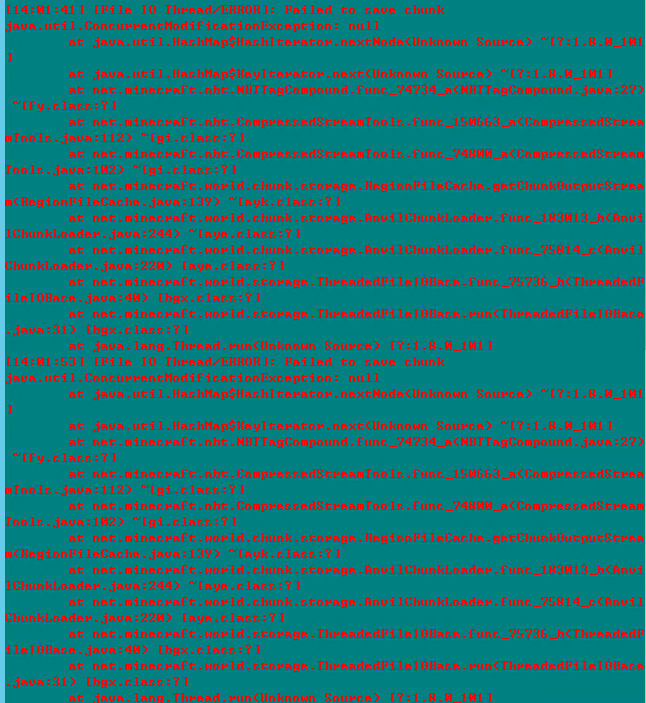 [14:01:41] [File IO Thread/ERROR]: Failed to save chunk
java.util.ConcurrentModificationException: null
at java.util.HashMap$HashIterator.nextNode(Unknown Source) ~[?:1.8.0_101
]
at java.util.HashMap$KeyIterator.next(Unknown Source) ~[?:1.8.0_101]
at net.minecraft.nbt.NBTTagCompound.func_74734_a(NBTTagCompound.java:27)
~[fy.class:?]
at net.minecraft.nbt.CompressedStreamTools.func_150663_a(CompressedStrea
mTools.java:112) ~[gi.class:?]
at net.minecraft.nbt.CompressedStreamTools.func_74800_a(CompressedStream
Tools.java:102) ~[gi.class:?]
at net.minecraft.world.chunk.storage.RegionFileCache.getChunkOutputStrea
m(RegionFileCache.java:139) ~[ayk.class:?]
at net.minecraft.world.chunk.storage.AnvilChunkLoader.func_183013_b(Anvi
lChunkLoader.java:244) ~[aye.class:?]
at net.minecraft.world.chunk.storage.AnvilChunkLoader.func_75814_c(Anvil
ChunkLoader.java:220) [aye.class:?]
at net.minecraft.world.storage.ThreadedFileIOBase.func_75736_b(ThreadedF
ileIOBase.java:40) [bgx.class:?]
at net.minecraft.world.storage.ThreadedFileIOBase.run(ThreadedFileIOBase
.java:31) [bgx.class:?]
at java.lang.Thread.run(Unknown Source) [?:1.8.0_101]
[14:01:53] [File IO Thread/ERROR]: Failed to save chunk
java.util.ConcurrentModificationException: null
at java.util.HashMap$HashIterator.nextNode(Unknown Source) ~[?:1.8.0_101
]
at java.util.HashMap$KeyIterator.next(Unknown Source) ~[?:1.8.0_101]
at net.minecraft.nbt.NBTTagCompound.func_74734_a(NBTTagCompound.java:27)
~[fy.class:?]
at net.minecraft.nbt.CompressedStreamTools.func_150663_a(CompressedStrea
mTools.java:112) ~[gi.class:?]
at net.minecraft.nbt.CompressedStreamTools.func_74800_a(CompressedStream
Tools.java:102) ~[gi.class:?]
at net.minecraft.world.chunk.storage.RegionFileCache.getChunkOutputStrea
m(RegionFileCache.java:139) ~[ayk.class:?]
at net.minecraft.world.chunk.storage.AnvilChunkLoader.func_183013_b(Anvi
lChunkLoader.java:244) ~[aye.class:?]
at net.minecraft.world.chunk.storage.AnvilChunkLoader.func_75814_c(Anvil
ChunkLoader.java:220) [aye.class:?]
at net.minecraft.world.storage.ThreadedFileIOBase.func_75736_b(ThreadedF
ileIOBase.java:40) [bgx.class:?]
at net.minecraft.world.storage.ThreadedFileIOBase.run(ThreadedFileIOBase
.java:31) [bgx.class:?]
at java.lang.Thread.run(Unknown Source) [?:1.8.0_101]